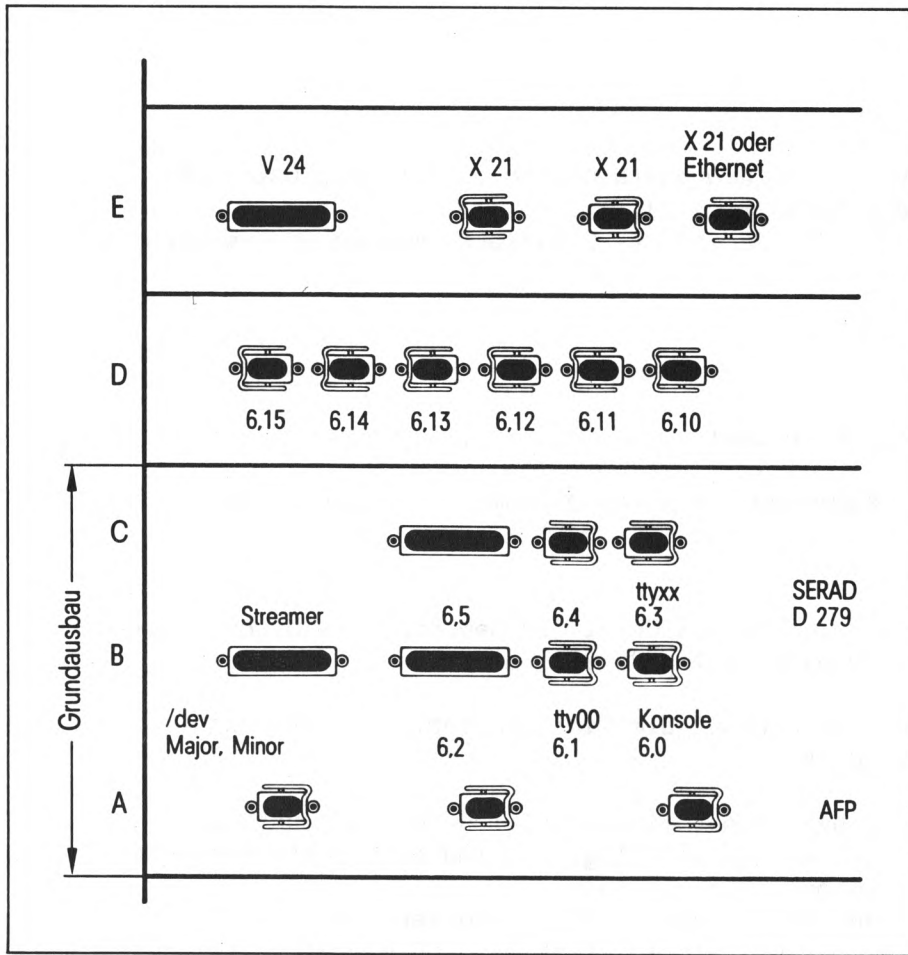 X 21 oder
V 24 X 21 X 21 Ethernet
E
D
6,15 6,14 6,13 6,12 6,11 6,10
C
ttyxx SERAD
Streamer 6,5 6,4 6,3 D 279
B
/dev tty00 Konsole
Major, Minor 6,2 6,1 6,0
A AFP
Grundausbau